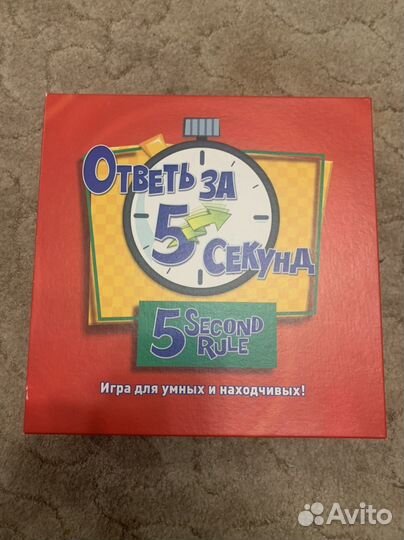 Ответь за
5
секунд
5 Second
Rule
Игра для умных и находчивых!
Avito